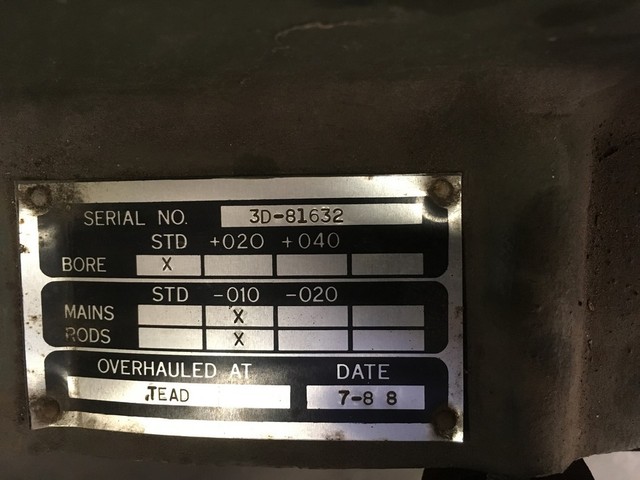 SERIAL NO. 3D-81632
STD +020 +040
BORE X
STD -010 -020
MAINS X
RODS X
OVERHAULED AT DATE
TEAD 7-8 8